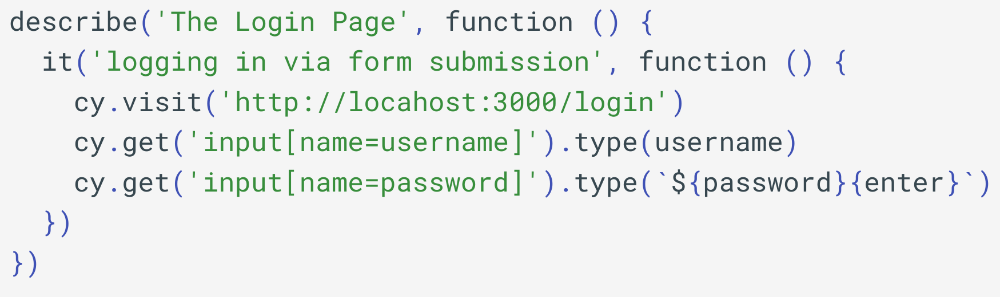 describe('The Login Page', function () {
  it('logging in via form submission', function () {
    cy.visit('http://locahost:3000/login')
    cy.get('input[name=username]').type(username)
    cy.get('input[name=password]').type(`${password}{enter}`)
  })
})